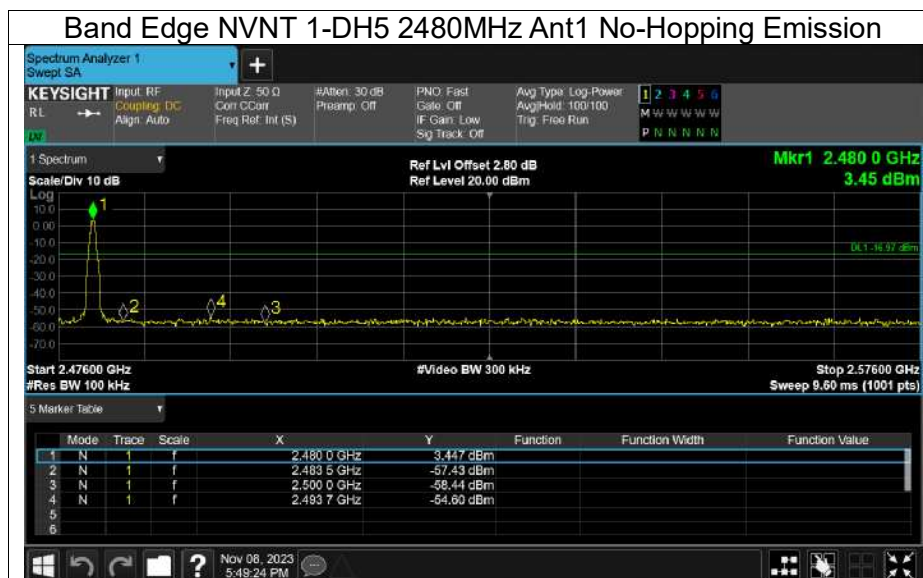 Band Edge NVNT 1-DH5 2480MHz Ant1 No-Hopping Emission
Spectrum Analyzer 1
Swept SA
+
KEYSIGHT Input: RF Input Z: 50 Ω #Atten: 30 dB PNO: Fast Avg Type: Log-Power 1 2 3 4 5 6
RL Coupling: DC Corr CCorr Preamp: Off Gate: Off Avg|Hold: 100/100 M W W W W W
Align: Auto Freq Ref: Int (S) IF Gain: Low Trig: Free Run
Sig Track: Off P N N N N N
1 Spectrum
Ref Lvl Offset 2.80 dB Mkr1 2.480 0 GHz
Scale/Div 10 dB Ref Level 20.00 dBm 3.45 dBm
Log
10.0
1
0.00
-10.0
DL1 -16.97 dBm
-20.0
-30.0
-40.0
-50.0
2
4
3
-60.0
-70.0
Start 2.47600 GHz #Video BW 300 kHz Stop 2.57600 GHz
#Res BW 100 kHz Sweep 9.60 ms (1001 pts)
5 Marker Table
Mode Trace Scale X Y Function Function Width Function Value
1 N 1 f 2.480 0 GHz 3.447 dBm
2 N 1 f 2.483 5 GHz -57.43 dBm
3 N 1 f 2.500 0 GHz -58.44 dBm
4 N 1 f 2.493 7 GHz -54.60 dBm
5
6
? Nov 08, 2023
5:49:24 PM